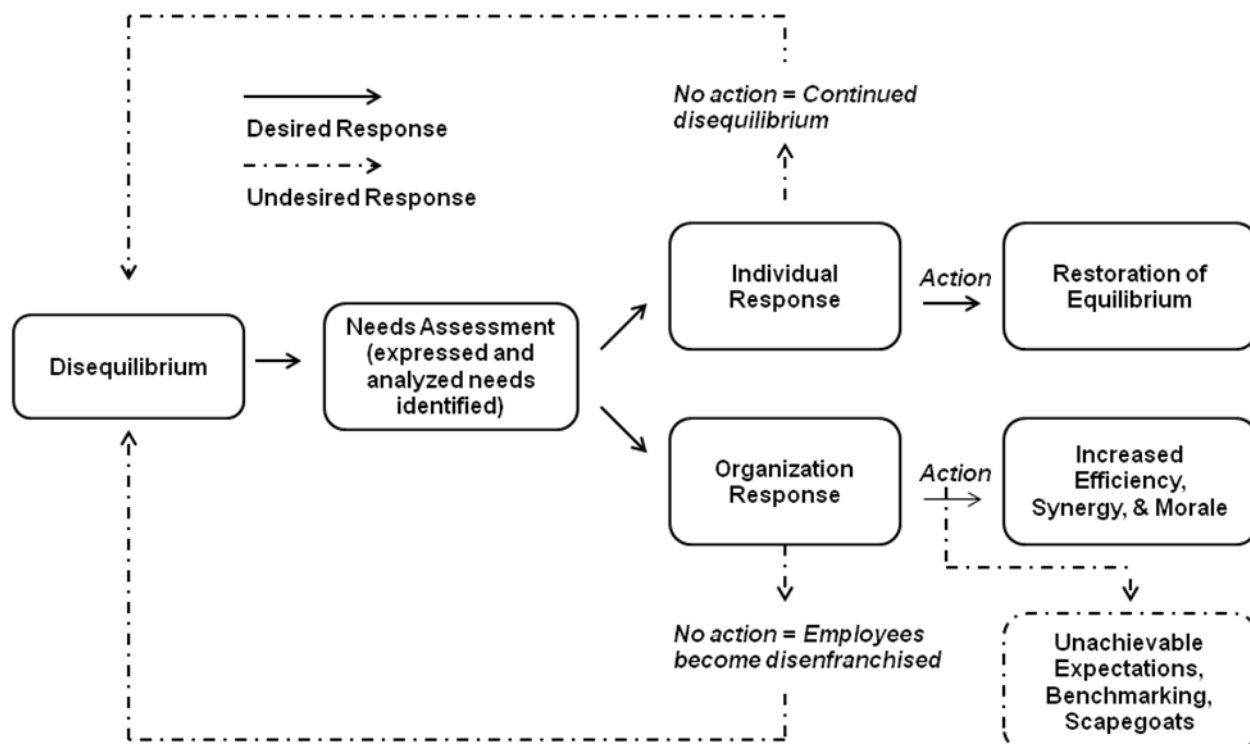 No action = Continued
disequilibrium
Desired Response
Undesired Response
Individual
Response
Action
Restoration of
Equilibrium
Disequilibrium
Needs Assessment
(expressed and
analyzed needs
identified)
Organization
Response
Action
Increased
Efficiency,
Synergy, & Morale
No action = Employees
become disenfranchised
Unachievable
Expectations,
Benchmarking,
Scapegoats